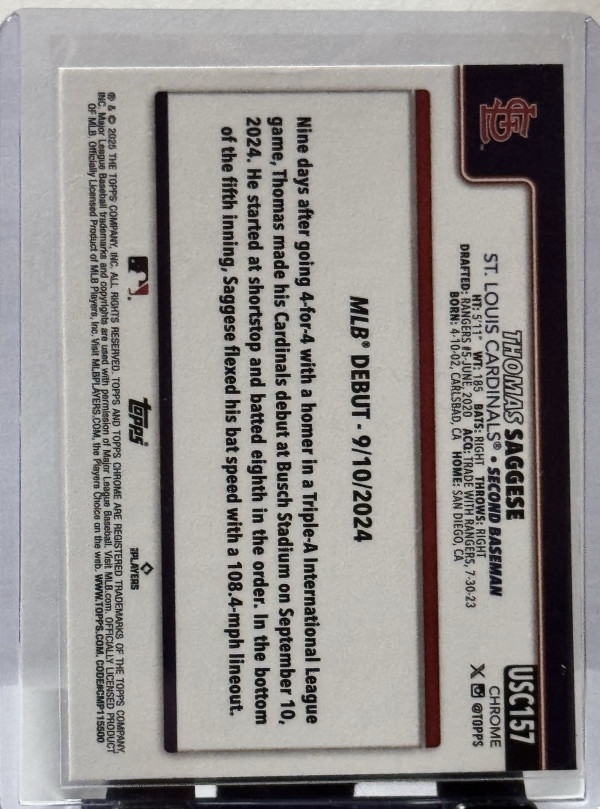 USC157
CHROME
@TOPPS
THOMAS SAGGESE
ST. LOUIS CARDINALS® • SECOND BASEMAN
HT: 5'11" WT: 185 BATS: RIGHT THROWS: RIGHT
DRAFTED: RANGERS #5-JUNE, 2020 ACQ: TRADE WITH RANGERS, 7-30-23
BORN: 4-10-02, CARLSBAD, CA HOME: SAN DIEGO, CA
MLB® DEBUT - 9/10/2024
Nine days after going 4-for-4 with a homer in a Triple-A International League
game, Thomas made his Cardinals debut at Busch Stadium on September 10,
2024. He started at shortstop and batted eighth in the order. In the bottom
of the fifth inning, Saggese flexed his bat speed with a 108.4-mph lineout.
topps
PLAYERS
® & © 2025 THE TOPPS COMPANY, INC. ALL RIGHTS RESERVED. TOPPS AND TOPPS CHROME ARE REGISTERED TRADEMARKS OF THE TOPPS COMPANY,
INC. Major League Baseball trademarks and copyrights are used with permission of Major League Baseball. Visit MLB.com. OFFICIALLY LICENSED PRODUCT
OF MLB Players, Inc. Visit MLBPLAYERS.COM, the Players Choice on the web. WWW.TOPPS.COM. CODE#CMP115500